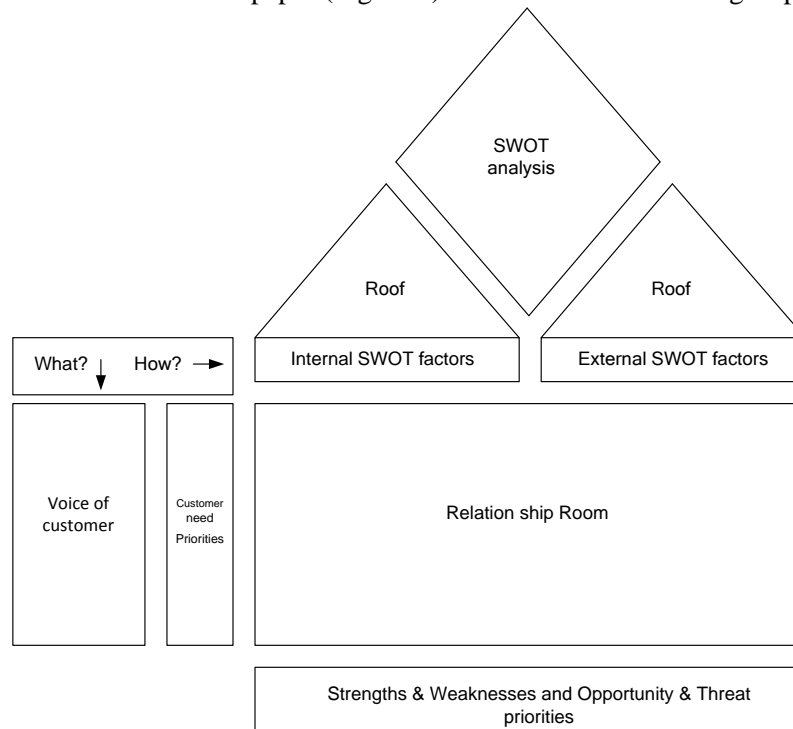 SWOT
analysis
Roof
Roof
What?
How?
Internal SWOT factors
External SWOT factors
Voice of
customer
Customer
need
Priorities
Relation ship Room
Strengths & Weaknesses and Opportunity & Threat
priorities